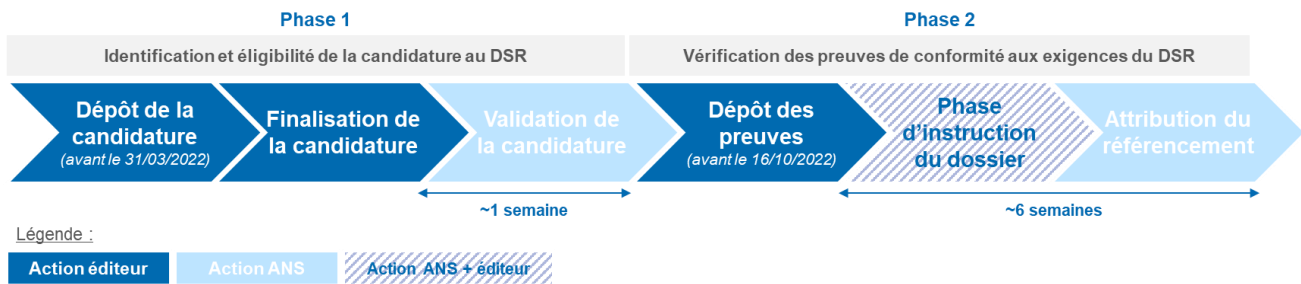 Phase 1
Phase 2
Identification et éligibilité de la candidature au DSR
Vérification des preuves de conformité aux exigences du DSR
Dépôt de la
candidature
(avant le 31/03/2022)
Finalisation de
la candidature
Validation de
la candidature
Dépôt des
preuves
(avant le 16/10/2022)
Phase
d'instruction
du dossier
Attribution du
référencement
~1 semaine
~6 semaines
Légende :
Action éditeur
Action ANS
Action ANS + éditeur